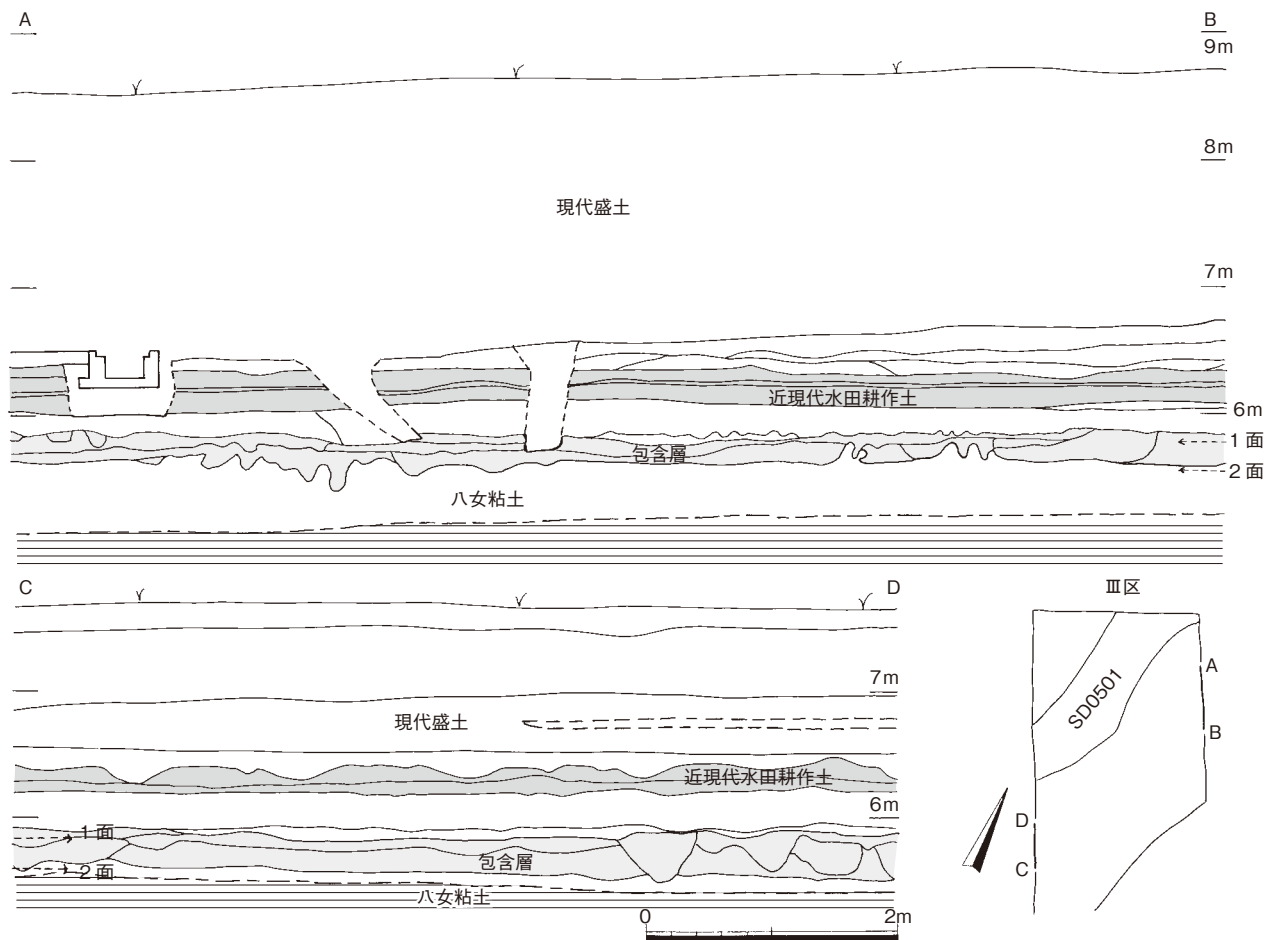 A
B
9m
8m
現代盛土
7m
近現代水田耕作土
6m
1面
包含層
2面
八女粘土
C
D
Ⅲ区
7m
現代盛土
近現代水田耕作土
6m
1面
包含層
2面
八女粘土
0
2m
SD0501
A
B
D
C